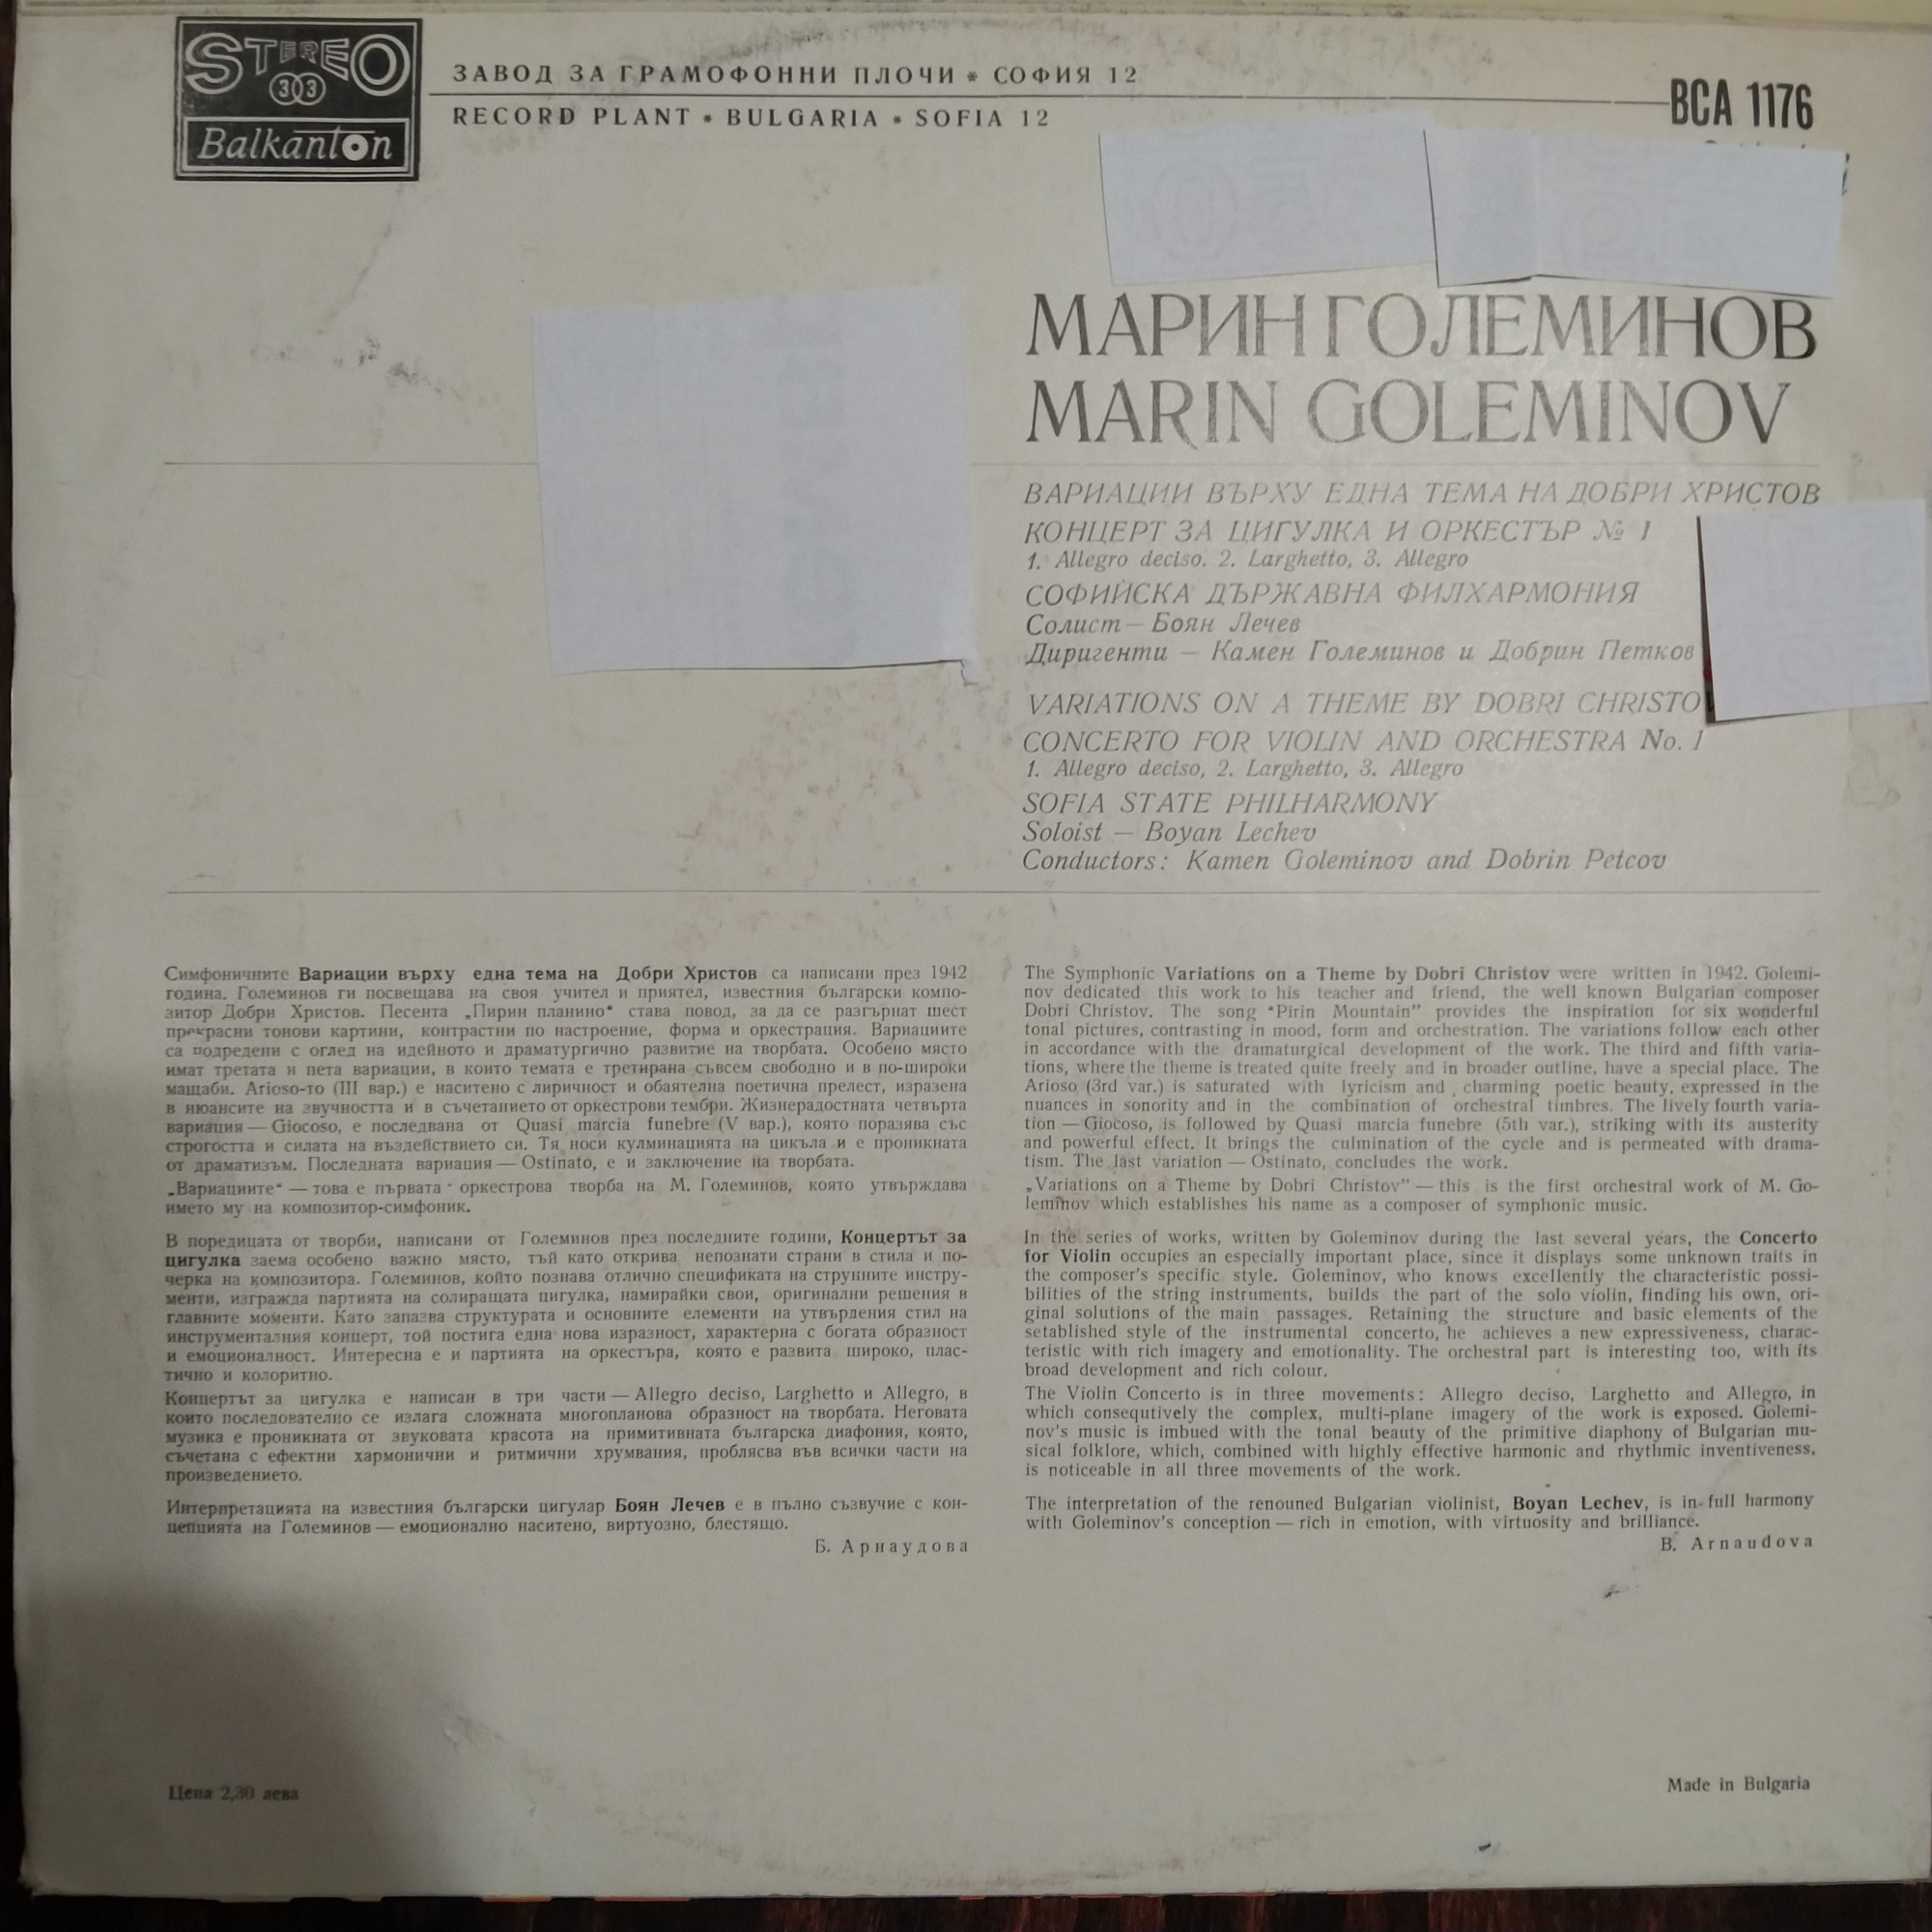 STEREO
33
Balkanton
ЗАВОД ЗА ГРАМОФОННИ ПЛОЧИ * СОФИЯ 12
RECORD PLANT * BULGARIA * SOFIA 12
ВСА 1176
МАРИН ГОЛЕМИНОВ
MARIN GOLEMINOV
ВАРИАЦИИ ВЪРХУ ЕДНА ТЕМА НА ДОБРИ ХРИСТОВ
КОНЦЕРТ ЗА ЦИГУЛКА И ОРКЕСТЪР № 1
1. Allegro deciso. 2. Larghetto, 3. Allegro
СОФИЙСКА ДЪРЖАВНА ФИЛХАРМОНИЯ
Солист — Боян Лечев
Диригенти — Камен Големинов и Добрин Петков
VARIATIONS ON A THEME BY DOBRI CHRISTO
CONCERTO FOR VIOLIN AND ORCHESTRA No. 1
1. Allegro deciso, 2. Larghetto, 3. Allegro
SOFIA STATE PHILHARMONY
Soloist — Boyan Lechev
Conductors: Kamen Goleminov and Dobrin Petcov
Симфоничните Вариации върху една тема на Добри Христов са написани през 1942
година. Големинов ги посвещава на своя учител и приятел, известния български компо-
зитор Добри Христов. Песента „Пирин планино“ става повод, за да се разгърнат шест
прекрасни тонови картини, контрастни по настроение, форма и оркестрация. Вариациите
са подредени с оглед на идейното и драматургично развитие на творбата. Особено място
имат третата и пета вариации, в които темата е третирана съвсем свободно и в по-широки
мащаби. Arioso-то (III вар.) е наситено с лиричност и обаятелна поетична прелест, изразена
в нюансите на звучността и в съчетанието от оркестрови тембри. Жизнерадостната четвърта
вариация — Giocoso, е последвана от Quasi marcia funebre (V вар.), която поразява със
строгостта и силата на въздействието си. Тя носи кулминацията на цикъла и е проникната
от драматизъм. Последната вариация — Ostinato, е и заключение на творбата.
„Вариациите“ — това е първата оркестрова творба на М. Големинов, която утвърждава
името му на композитор-симфоник.
В поредицата от творби, написани от Големинов през последните години, Концертът за
цигулка заема особено важно място, тъй като открива непознати страни в стила и по-
черка на композитора. Големинов, който познава отлично спецификата на струнните инстру-
менти, изгражда партията на солиращата цигулка, намирайки свои, оригинални решения в
главните моменти. Като запазва структурата и основните елементи на утвърдения стил на
инструменталния концерт, той постига една нова изразност, характерна с богата образност
и емоционалност. Интересна е и партията на оркестъра, която е развита широко, плас-
тично и колоритно.
Концертът за цигулка е написан в три части — Allegro deciso, Larghetto и Allegro, в
които последователно се излага сложната многопланова образност на творбата. Неговата
музика е проникната от звуковата красота на примитивната българска диафония, която,
съчетана с ефектни хармонични и ритмични хрумвания, проблясва във всички части на
произведението.
Интерпретацията на известния български цигулар Боян Лечев е в пълно съзвучие с кон-
цепцията на Големинов — емоционално наситено, виртуозно, блестящо.
Б. Арнаудова
The Symphonic Variations on a Theme by Dobri Christov were written in 1942. Golemi-
nov dedicated this work to his teacher and friend, the well known Bulgarian composer
Dobri Christov. The song “Pirin Mountain” provides the inspiration for six wonderful
tonal pictures, contrasting in mood, form and orchestration. The variations follow each other
in accordance with the dramaturgical development of the work. The third and fifth varia-
tions, where the theme is treated quite freely and in broader outline, have a special place. The
Arioso (3rd var.) is saturated with lyricism and charming poetic beauty, expressed in the
nuances in sonority and in the combination of orchestral timbres. The lively fourth varia-
tion — Giocoso, is followed by Quasi marcia funebre (5th var.), striking with its austerity
and powerful effect. It brings the culmination of the cycle and is permeated with drama-
tism. The last variation — Ostinato, concludes the work.
„Variations on a Theme by Dobri Christov” — this is the first orchestral work of M. Go-
leminov which establishes his name as a composer of symphonic music.
In the series of works, written by Goleminov during the last several years, the Concerto
for Violin occupies an especially important place, since it displays some unknown traits in
the composer's specific style. Goleminov, who knows excellently the characteristic possi-
bilities of the string instruments, builds the part of the solo violin, finding his own, ori-
ginal solutions of the main passages. Retaining the structure and basic elements of the
setablished style of the instrumental concerto, he achieves a new expressiveness, charac-
teristic with rich imagery and emotionality. The orchestral part is interesting too, with its
broad development and rich colour.
The Violin Concerto is in three movements: Allegro deciso, Larghetto and Allegro, in
which consequtively the complex, multi-plane imagery of the work is exposed. Golemi-
nov's music is imbued with the tonal beauty of the primitive diaphony of Bulgarian mu-
sical folklore, which, combined with highly effective harmonic and rhythmic inventiveness,
is noticeable in all three movements of the work.
The interpretation of the renouned Bulgarian violinist, Boyan Lechev, is in full harmony
with Goleminov's conception — rich in emotion, with virtuosity and brilliance.
B. Arnaudova
Цена 2,30 лева
Made in Bulgaria